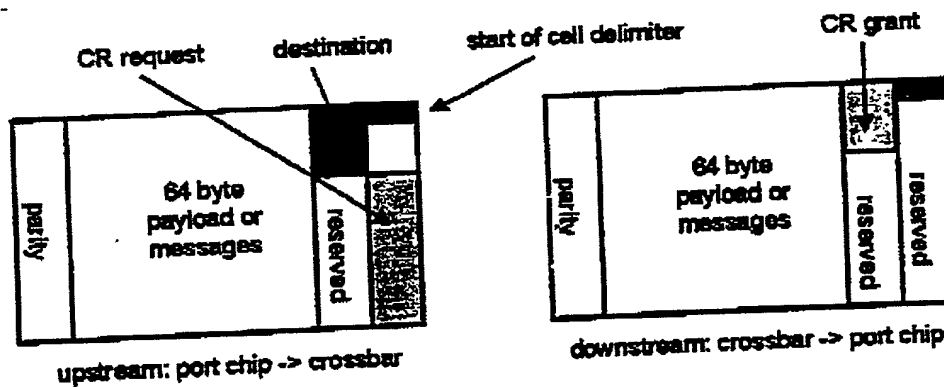 CR request
destination
start of cell delimiter
parity
64 byte
payload or
messages
reserved
upstream: port chip -> crossbar
CR grant
parity
64 byte
payload or
messages
reserved
reserved
downstream: crossbar -> port chip